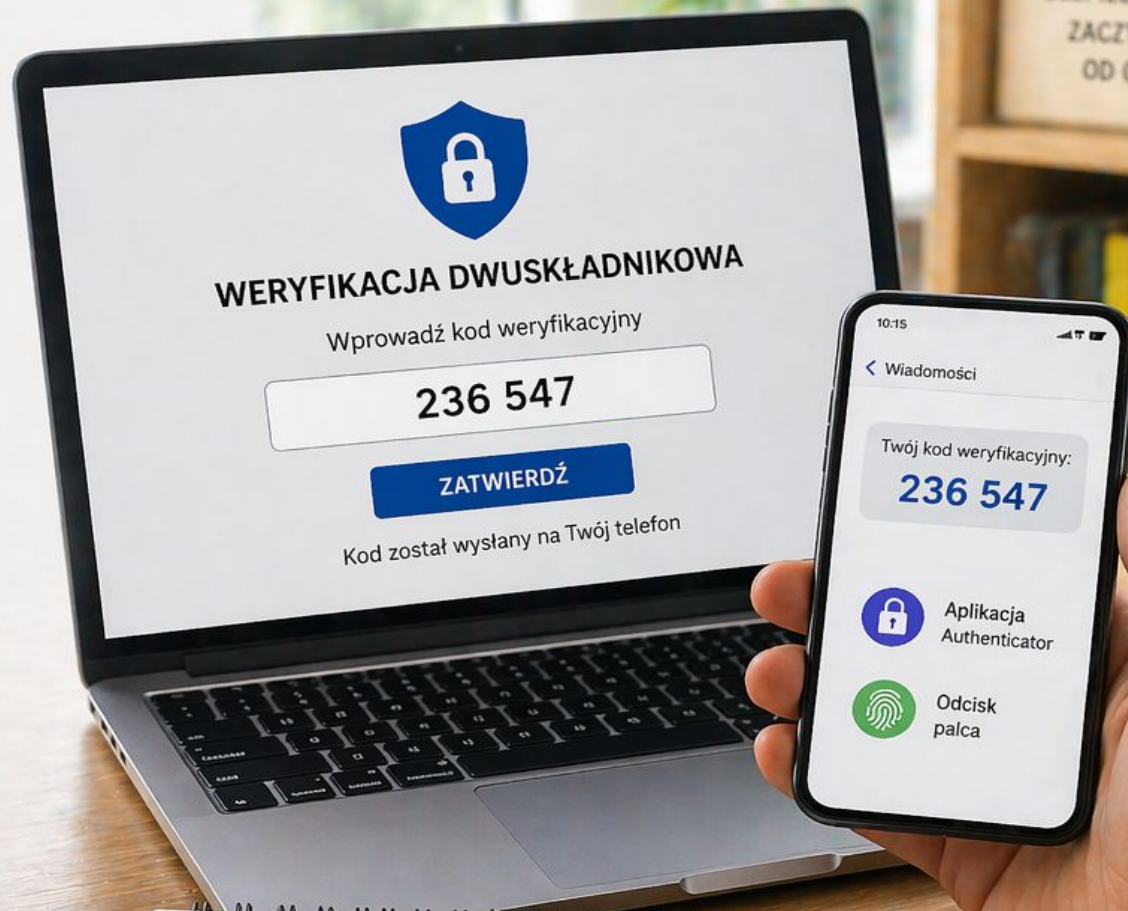 WERYFIKACJA DWUSKŁADNIKOWA
Wprowadź kod weryfikacyjny
236 547
ZATWIERDŹ
Kod został wysłany na Twój telefon
10:15
Wiadomości
Twój kod weryfikacyjny:
236 547
Aplikacja
Authenticator
Odcisk
palca
OD